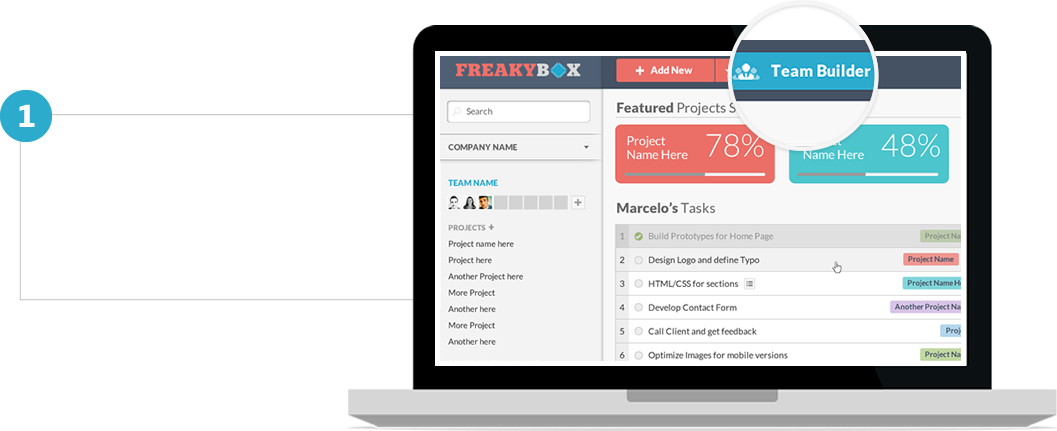 1
FREAKYBOX
+ Add New
Team Builder
Search
Featured Projects S
COMPANY NAME
Project
Name Here
78%
Name Here
48%
TEAM NAME
+
Marcelo's Tasks
PROJECTS +
Project name here
Project here
Another Project here
More Project
Another here
More Project
Another here
1 Build Prototypes for Home Page Project Na
2 Design Logo and define Typo Project Name
3 HTML/CSS for sections Project Name He
4 Develop Contact Form Another Project Na
5 Call Client and get feedback Proj
6 Optimize Images for mobile versions Project Na